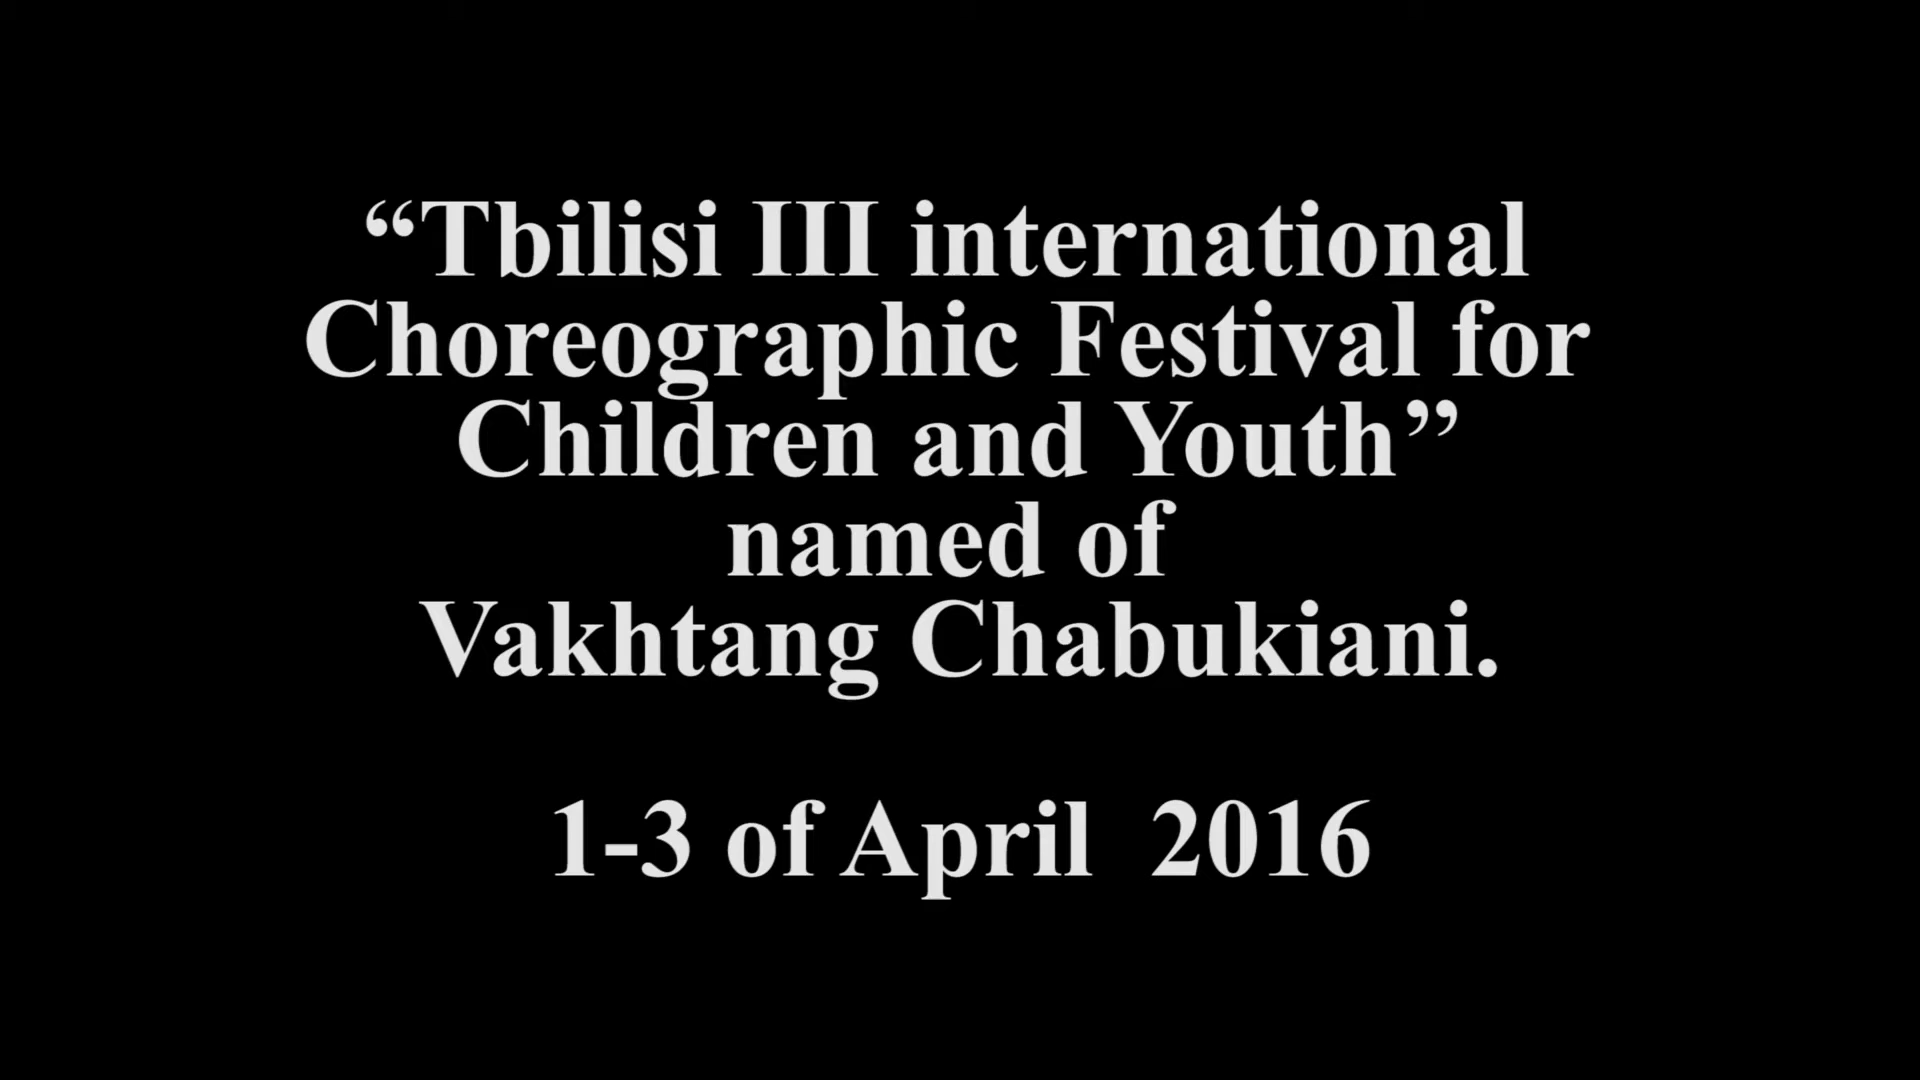 “Tbilisi III international
Choreographic Festival for
Children and Youth”
named of
Vakhtang Chabukiani.
1-3 of April  2016